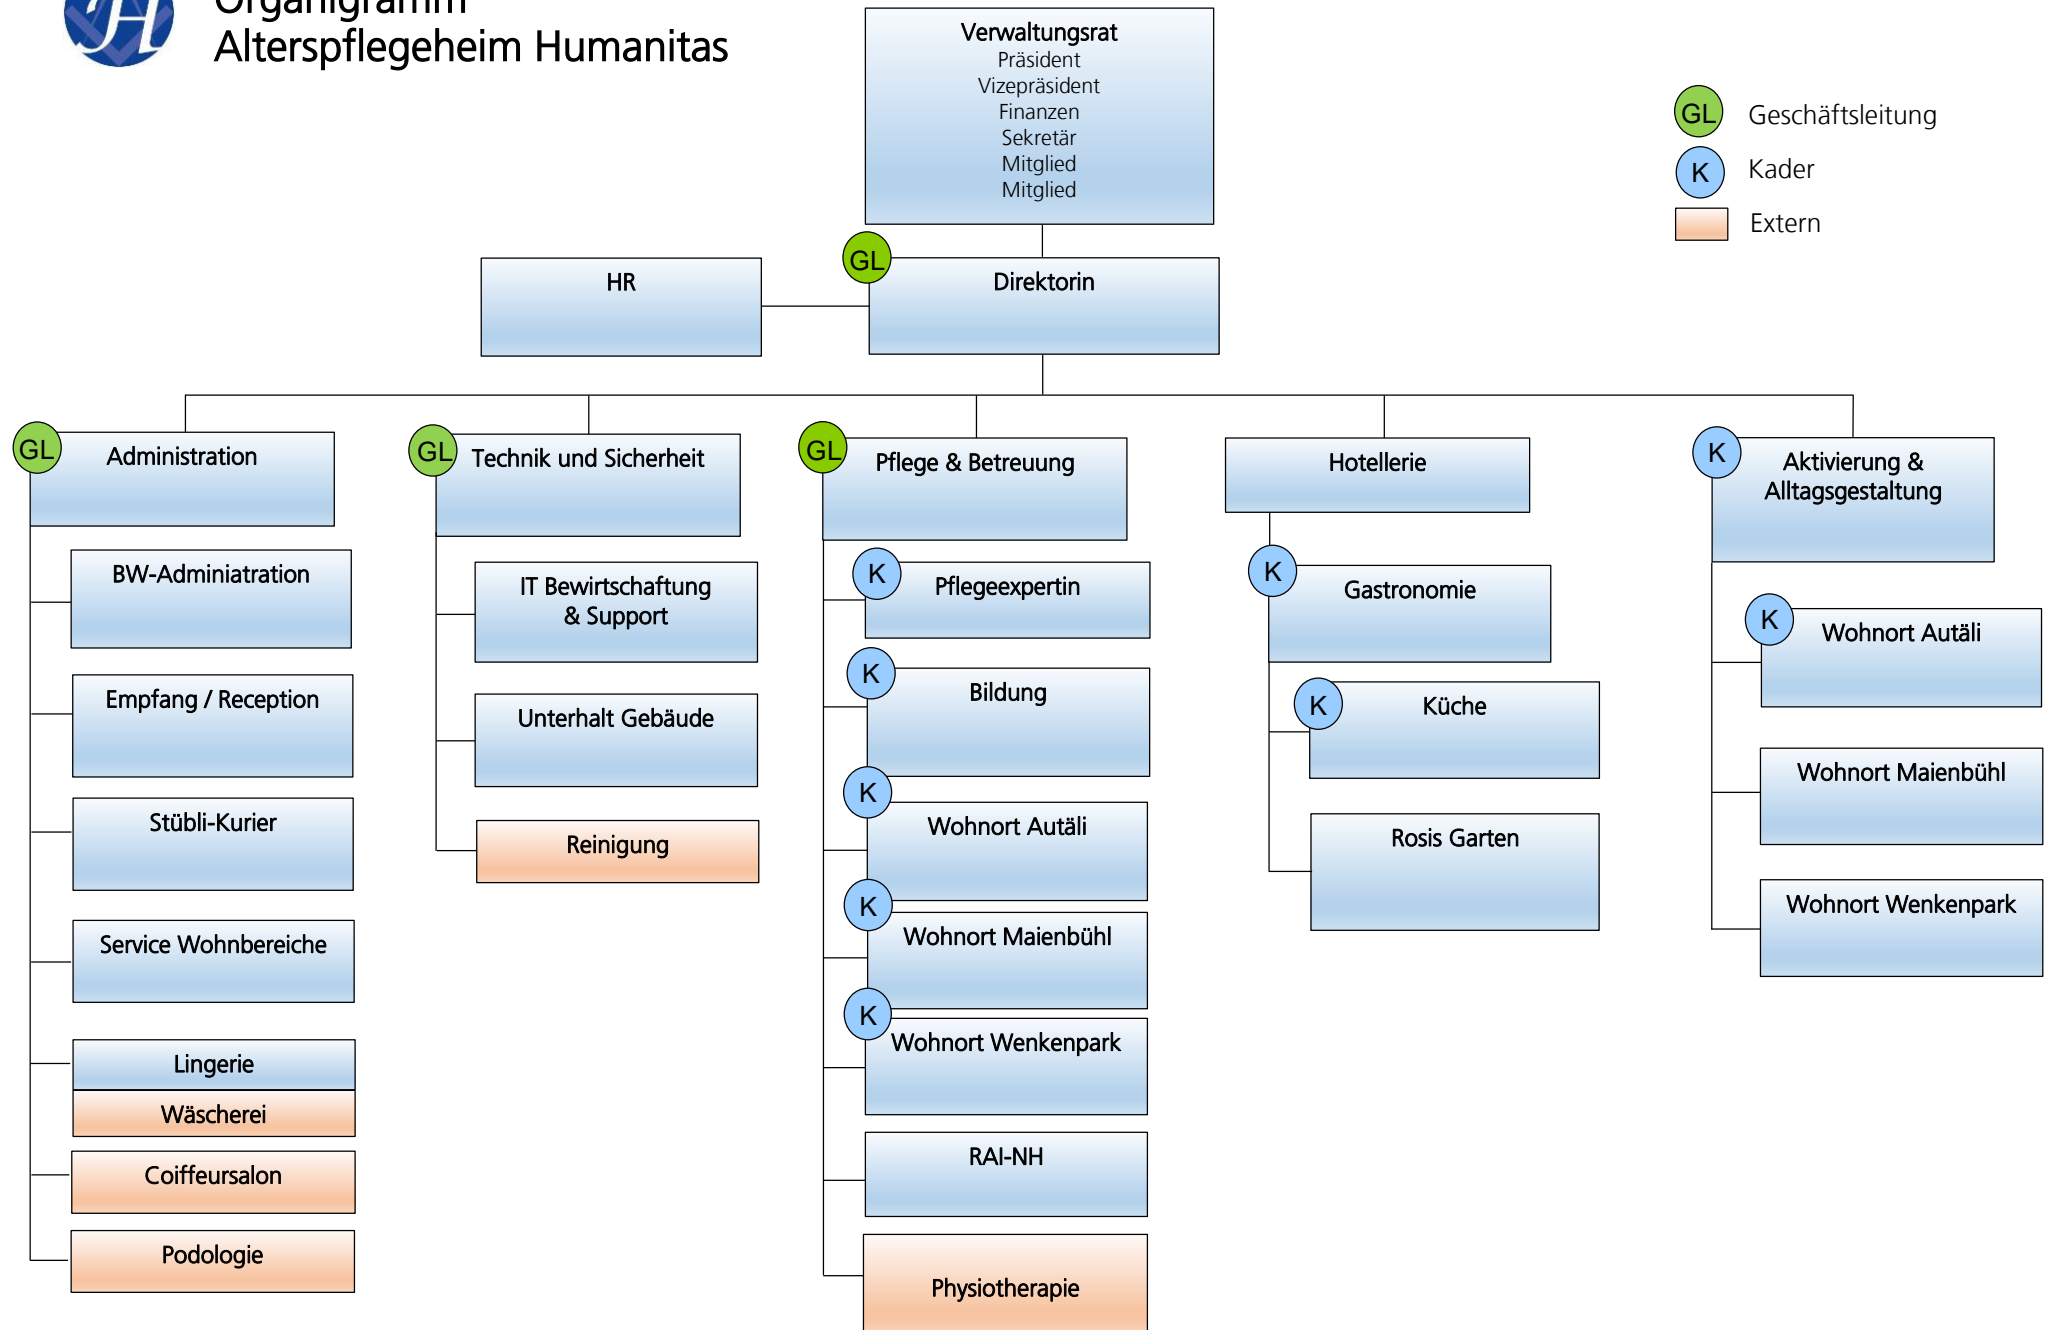 H
Organigramm
Alterspflegeheim Humanitas
Verwaltungsrat
Präsident
Vizepräsident
Finanzen
Sekretär
Mitglied
Mitglied
GL Geschäftsleitung
K Kader
Extern
HR
GL
Direktorin
GL
Administration
BW-Adminiatration
Empfang / Reception
Stübli-Kurier
Service Wohnbereiche
Lingerie
Wäscherei
Coiffeursalon
Podologie
GL
Technik und Sicherheit
IT Bewirtschaftung
& Support
Unterhalt Gebäude
Reinigung
GL
Pflege & Betreuung
K
Pflegeexpertin
K
Bildung
K
Wohnort Autäli
K
Wohnort Maienbühl
K
Wohnort Wenkenpark
RAI-NH
Physiotherapie
Hotellerie
K
Gastronomie
K
Küche
Rosis Garten
K
Aktivierung &
Alltagsgestaltung
K
Wohnort Autäli
Wohnort Maienbühl
Wohnort Wenkenpark